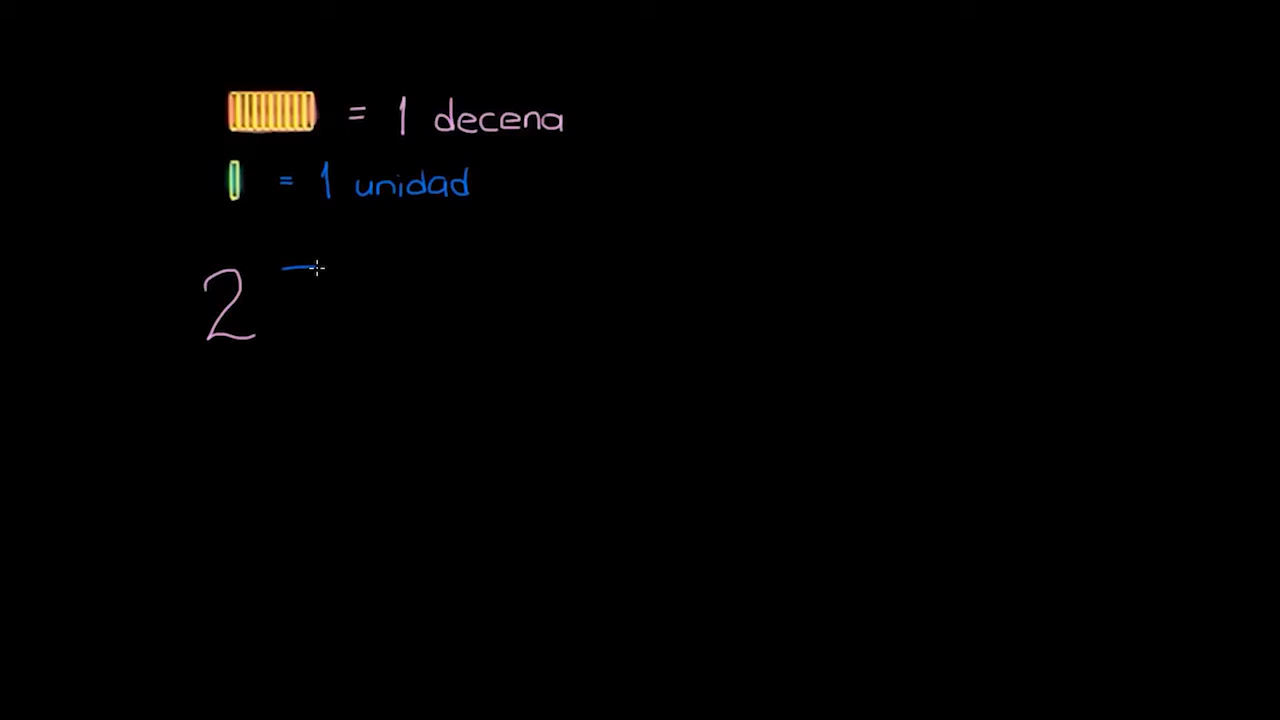 = 1 decena
= 1 unidad
2